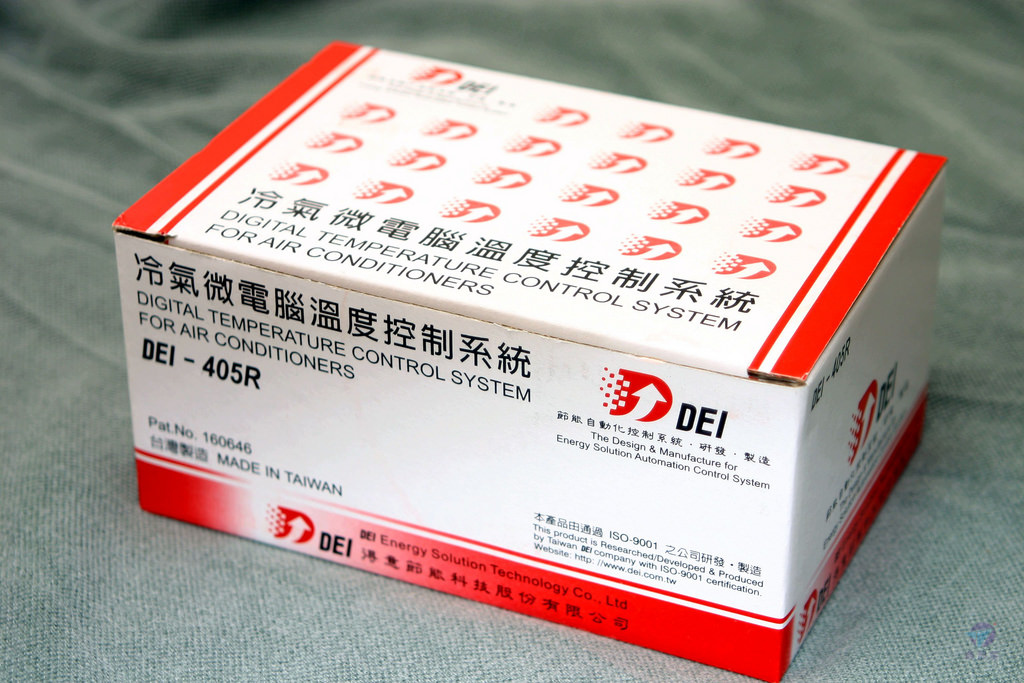 DEI
冷氣微電腦溫度控制系統
DIGITAL TEMPERATURE CONTROL SYSTEM
FOR AIR CONDITIONERS
冷氣微電腦溫度控制系統
DIGITAL TEMPERATURE CONTROL SYSTEM
FOR AIR CONDITIONERS
DEI - 405R
Pat.No. 160646
台灣製造 MADE IN TAIWAN
DEI
節能自動化控制系統・研發・製造
The Design & Manufacture for
Energy Solution Automation Control System
本產品由通過 ISO-9001 之公司研發・製造
This product is Researched/Developed & Produced
by Taiwan DEI company with ISO-9001 certification.
Website: http://www.dei.com.tw
DEI
DEI Energy Solution Technology Co., Ltd
得意節能科技股份有限公司
DEI - 405R
DEI